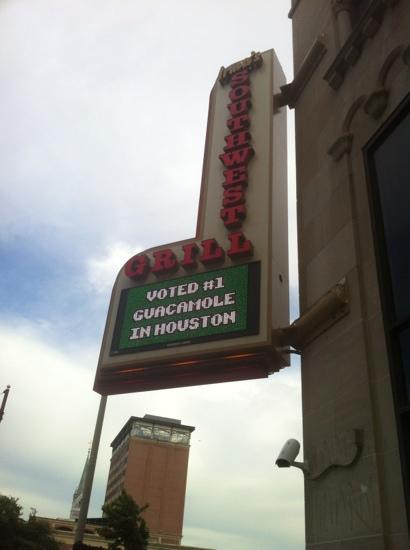 SOUTHWEST
GRILL
VOTED #1
GUACAMOLE
IN HOUSTON